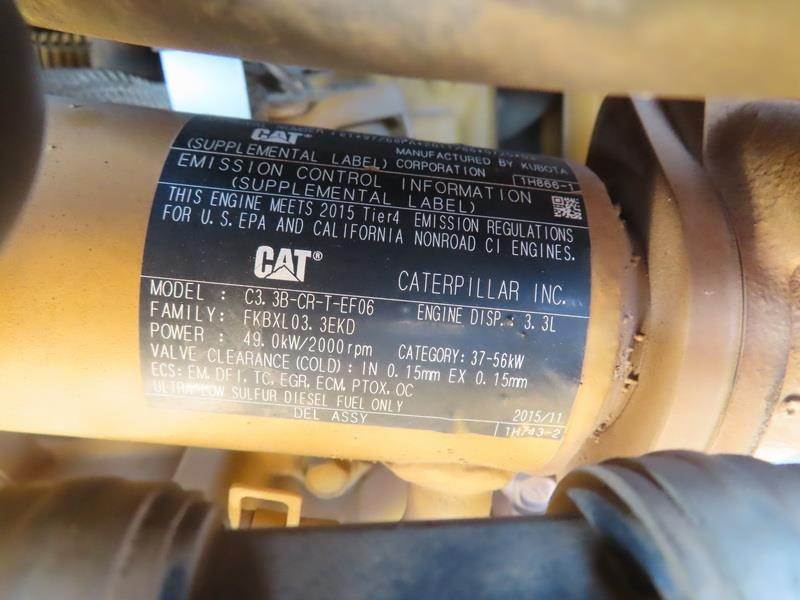 CAT®
MANUFACTURED BY KUBOTA
(SUPPLEMENTAL LABEL) CORPORATION
1H866-1
EMISSION CONTROL INFORMATION
(SUPPLEMENTAL LABEL)
THIS ENGINE MEETS 2015 Tier4 EMISSION REGULATIONS
FOR U.S. EPA AND CALIFORNIA NONROAD CI ENGINES.
CAT®
CATERPILLAR INC.
MODEL : C3.3B-CR-T-EF06 ENGINE DISP.: 3.3L
FAMILY: FKBXL03.3EKD
POWER : 49.0kW/2000rpm CATEGORY: 37-56kW
VALVE CLEARANCE (COLD) : IN 0.15mm EX 0.15mm
ECS: EM, DFI, TC, EGR, ECM, PTOX, OC
ULTRA LOW SULFUR DIESEL FUEL ONLY 2015/11
DEL ASSY 1H743-2